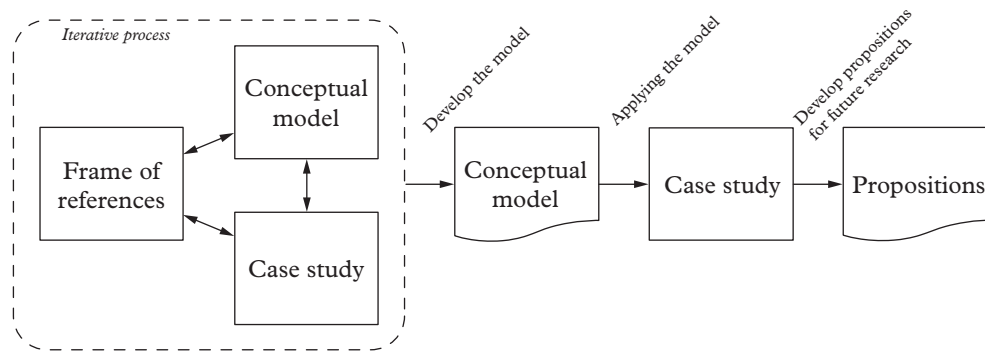 Iterative process
Conceptual
model
Frame of
references
Case study
Develop the model
Conceptual
model
Applying the model
Case study
Develop propositions
for future research
Propositions